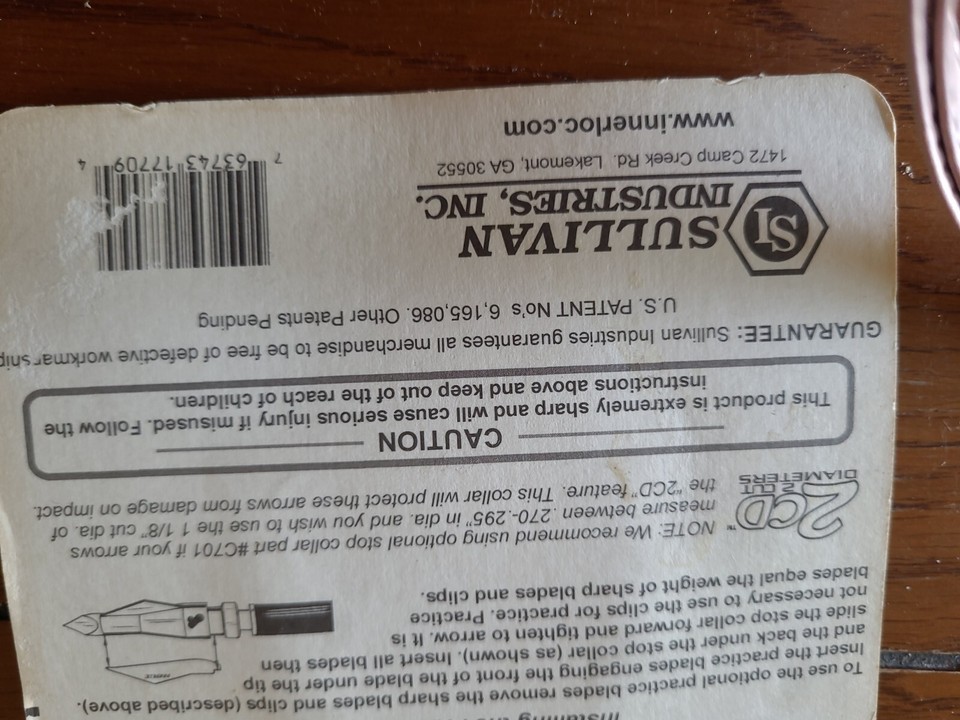 To use the optional practice blades remove the sharp blades and clips (described above).
Insert the practice blades engaging the front of the blade under the tip
and the back under the stop collar (as shown). Insert all blades then
slide the stop collar forward and tighten to arrow. It is
not necessary to use the clips for practice. Practice
blades equal the weight of sharp blades and clips.
2CD™
2 CUT
DIAMETERS
NOTE: We recommend using optional stop collar part #C701 if your arrows
measure between .270-.295" in dia. and you wish to use the 1 1/8" cut dia. of
the "2CD" feature. This collar will protect these arrows from damage on impact.
CAUTION
This product is extremely sharp and will cause serious injury if misused. Follow the
instructions above and keep out of the reach of children.
GUARANTEE: Sullivan Industries guarantees all merchandise to be free of defective workmarship
U.S. PATENT No's 6,165,086. Other Patents Pending
SI
SULLIVAN
INDUSTRIES, INC.
1472 Camp Creek Rd. Lakemont, GA 30552
www.innerloc.com
7 63743 17709 4